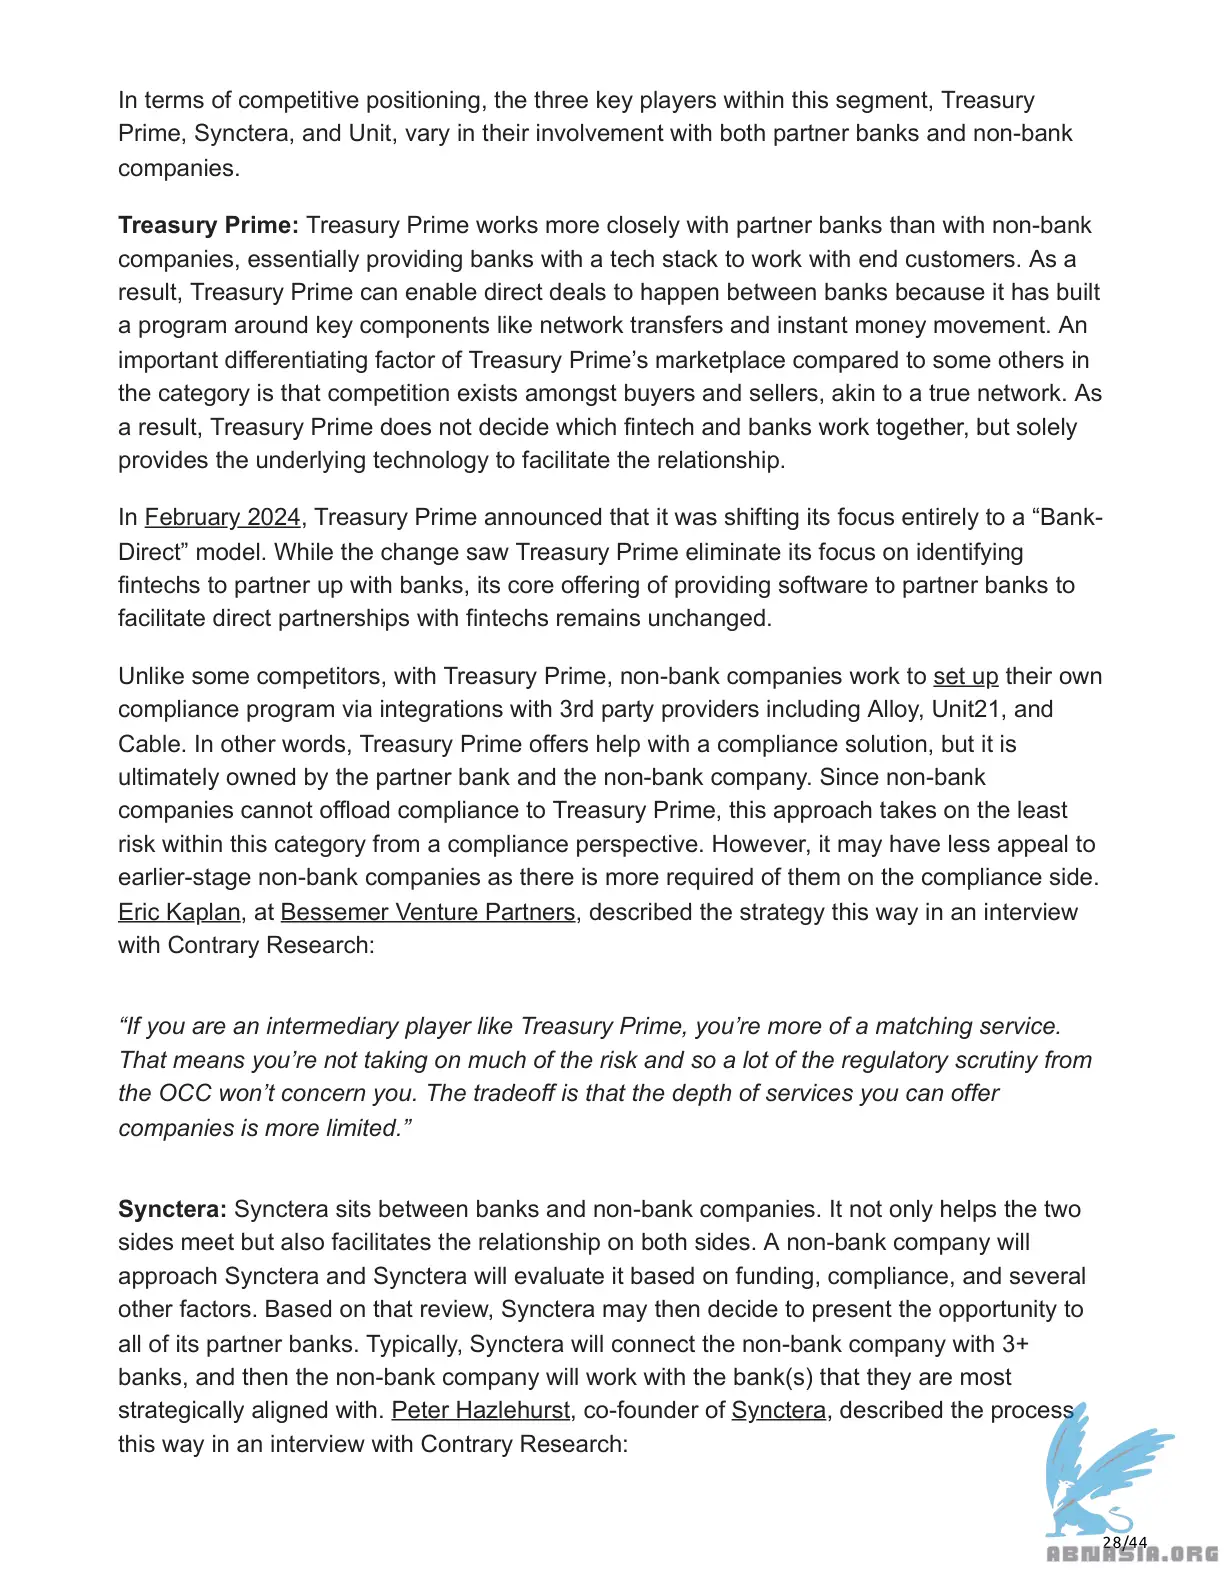 In terms of competitive positioning, the three key players within this segment, Treasury
Prime, Synctera, and Unit, vary in their involvement with both partner banks and non-bank
companies.
Treasury Prime: Treasury Prime works more closely with partner banks than with non-bank
companies, essentially providing banks with a tech stack to work with end customers. As a
result, Treasury Prime can enable direct deals to happen between banks because it has built
a program around key components like network transfers and instant money movement. An
important differentiating factor of Treasury Prime’s marketplace compared to some others in
the category is that competition exists amongst buyers and sellers, akin to a true network. As
a result, Treasury Prime does not decide which fintech and banks work together, but solely
provides the underlying technology to facilitate the relationship.
In February 2024, Treasury Prime announced that it was shifting its focus entirely to a “Bank-
Direct” model. While the change saw Treasury Prime eliminate its focus on identifying
fintechs to partner up with banks, its core offering of providing software to partner banks to
facilitate direct partnerships with fintechs remains unchanged.
Unlike some competitors, with Treasury Prime, non-bank companies work to set up their own
compliance program via integrations with 3rd party providers including Alloy, Unit21, and
Cable. In other words, Treasury Prime offers help with a compliance solution, but it is
ultimately owned by the partner bank and the non-bank company. Since non-bank
companies cannot offload compliance to Treasury Prime, this approach takes on the least
risk within this category from a compliance perspective. However, it may have less appeal to
earlier-stage non-bank companies as there is more required of them on the compliance side.
Eric Kaplan, at Bessemer Venture Partners, described the strategy this way in an interview
with Contrary Research:
“If you are an intermediary player like Treasury Prime, you’re more of a matching service.
That means you’re not taking on much of the risk and so a lot of the regulatory scrutiny from
the OCC won’t concern you. The tradeoff is that the depth of services you can offer
companies is more limited.”
Synctera: Synctera sits between banks and non-bank companies. It not only helps the two
sides meet but also facilitates the relationship on both sides. A non-bank company will
approach Synctera and Synctera will evaluate it based on funding, compliance, and several
other factors. Based on that review, Synctera may then decide to present the opportunity to
all of its partner banks. Typically, Synctera will connect the non-bank company with 3+
banks, and then the non-bank company will work with the bank(s) that they are most
strategically aligned with. Peter Hazlehurst, co-founder of Synctera, described the process
this way in an interview with Contrary Research:
28/44
ABNASIA.ORG